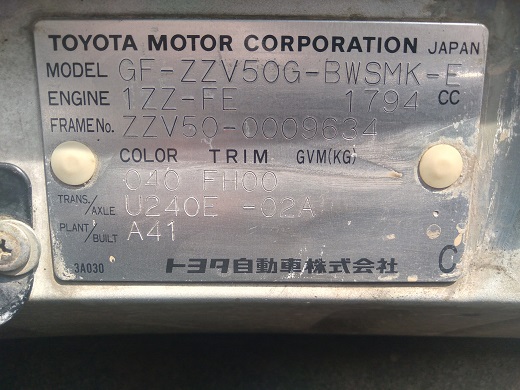 TOYOTA MOTOR CORPORATION JAPAN
MODEL GF-ZZV50G-BWSMK-E
ENGINE 1ZZ-FE 1794 CC
FRAME No. ZZV50-0009634
COLOR TRIM GVM(KG)
040 FH00
TRANS./AXLE U240E -02A
PLANT/BUILT A41
3A030 トヨタ自動車株式会社 C